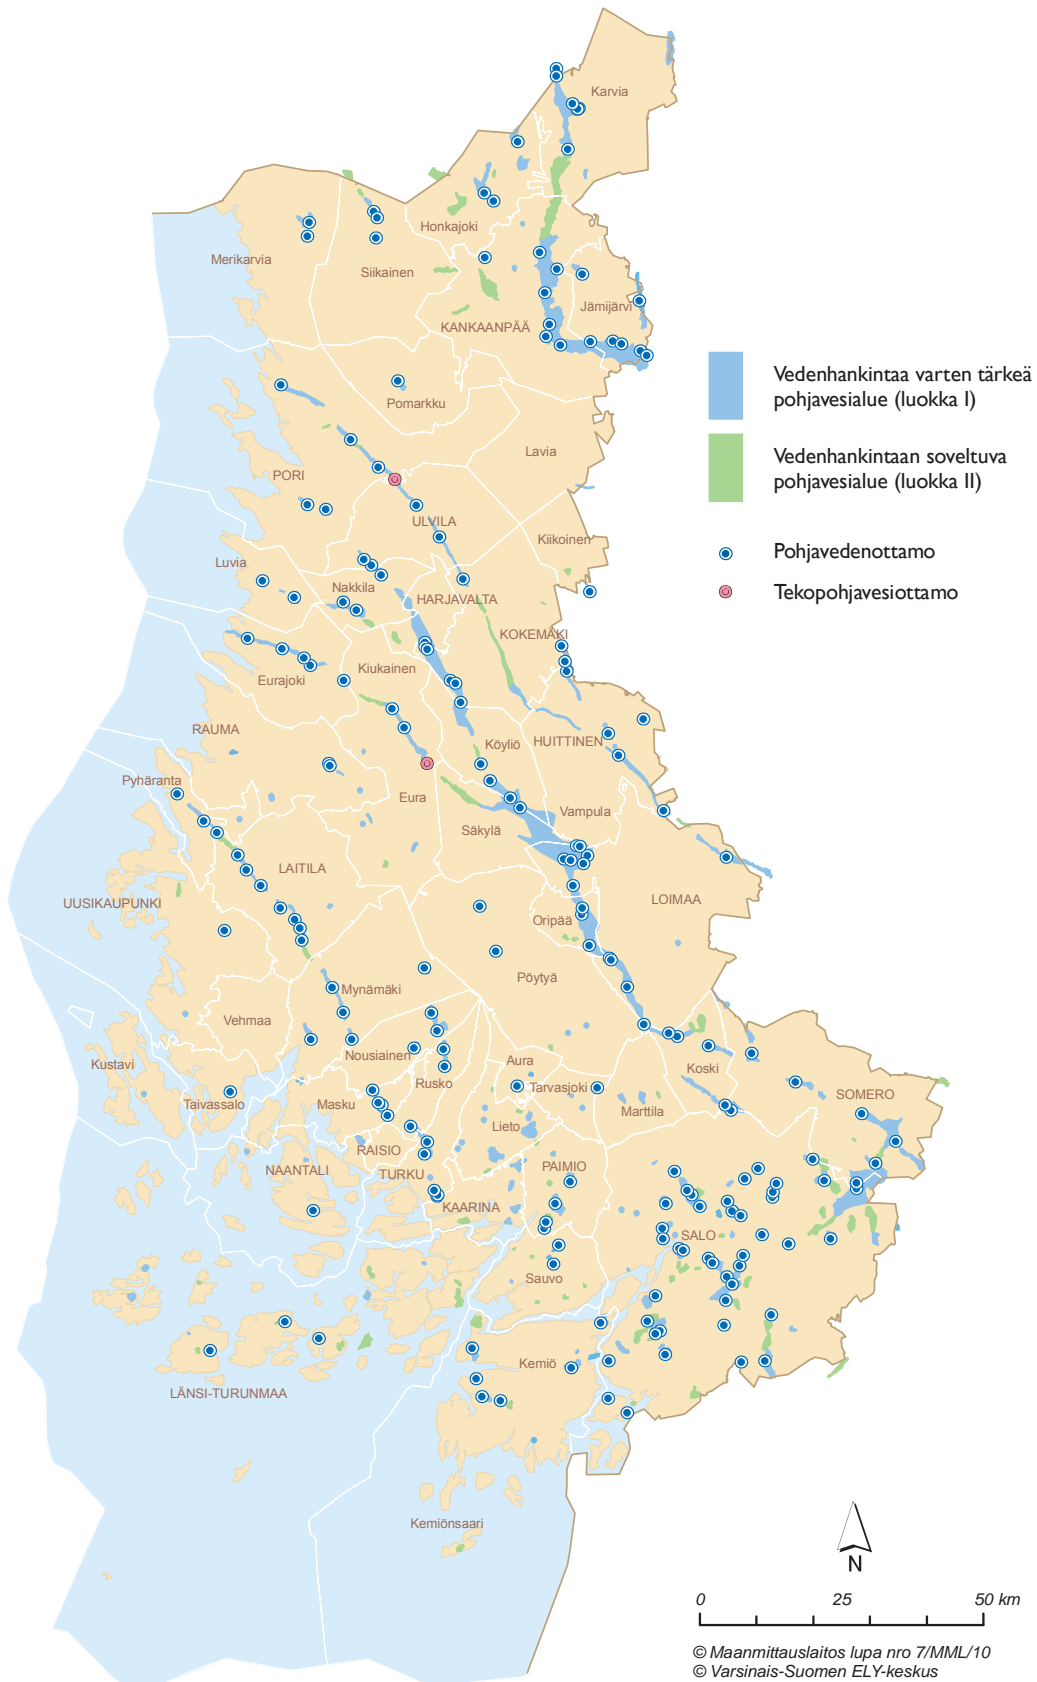 Karvia
Honkajoki
Merikarvia
Siikainen
Jämijärvi
KANKAANPÄÄ
Vedenhankintaa varten tärkeä
pohjavesialue (luokka I)
Pomarkku
Lavia
Vedenhankintaan soveltuva
pohjavesialue (luokka II)
PORI
ULVILA
Kiikoinen
Pohjavedenottamo
Luvia
Nakkila
HARJAVALTA
Tekopohjavesiottamo
KOKEMÄKI
Kiukainen
Eurajoki
RAUMA
HUITTINEN
Köyliö
Pyhäranta
Eura
Vampula
Säkylä
LAITILA
UUSIKAUPUNKI
LOIMAA
Oripää
Pöytyä
Mynämäki
Vehmaa
Nousiainen
Aura
Kustavi
Koski
Rusko
Tarvasjoki
SOMERO
Taivassalo
Masku
Marttila
Lieto
RAISIO
PAIMIO
NAANTALI
TURKU
KAARINA
SALO
Sauvo
Kemiö
LÄNSI-TURUNMAA
Kemiönsaari
N
0 25 50 km
© Maanmittauslaitos lupa nro 7/MML/10
© Varsinais-Suomen ELY-keskus